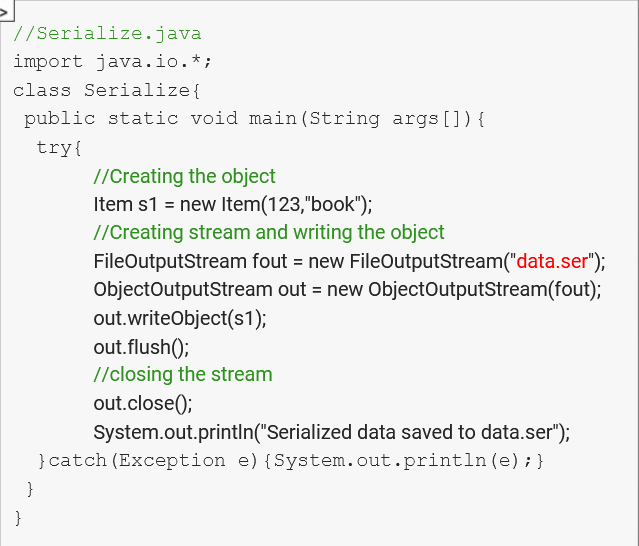 >
//Serialize.java
import java.io.*;
class Serialize{
public static void main(String args[]){
try{
//Creating the object
Item s1 = new Item(123,"book");
//Creating stream and writing the object
FileOutputStream fout = new FileOutputStream("data.ser");
ObjectOutputStream out = new ObjectOutputStream(fout);
out.writeObject(s1);
out.flush();
//closing the stream
out.close();
System.out.println("Serialized data saved to data.ser");
}catch(Exception e){System.out.println(e);}
}
}